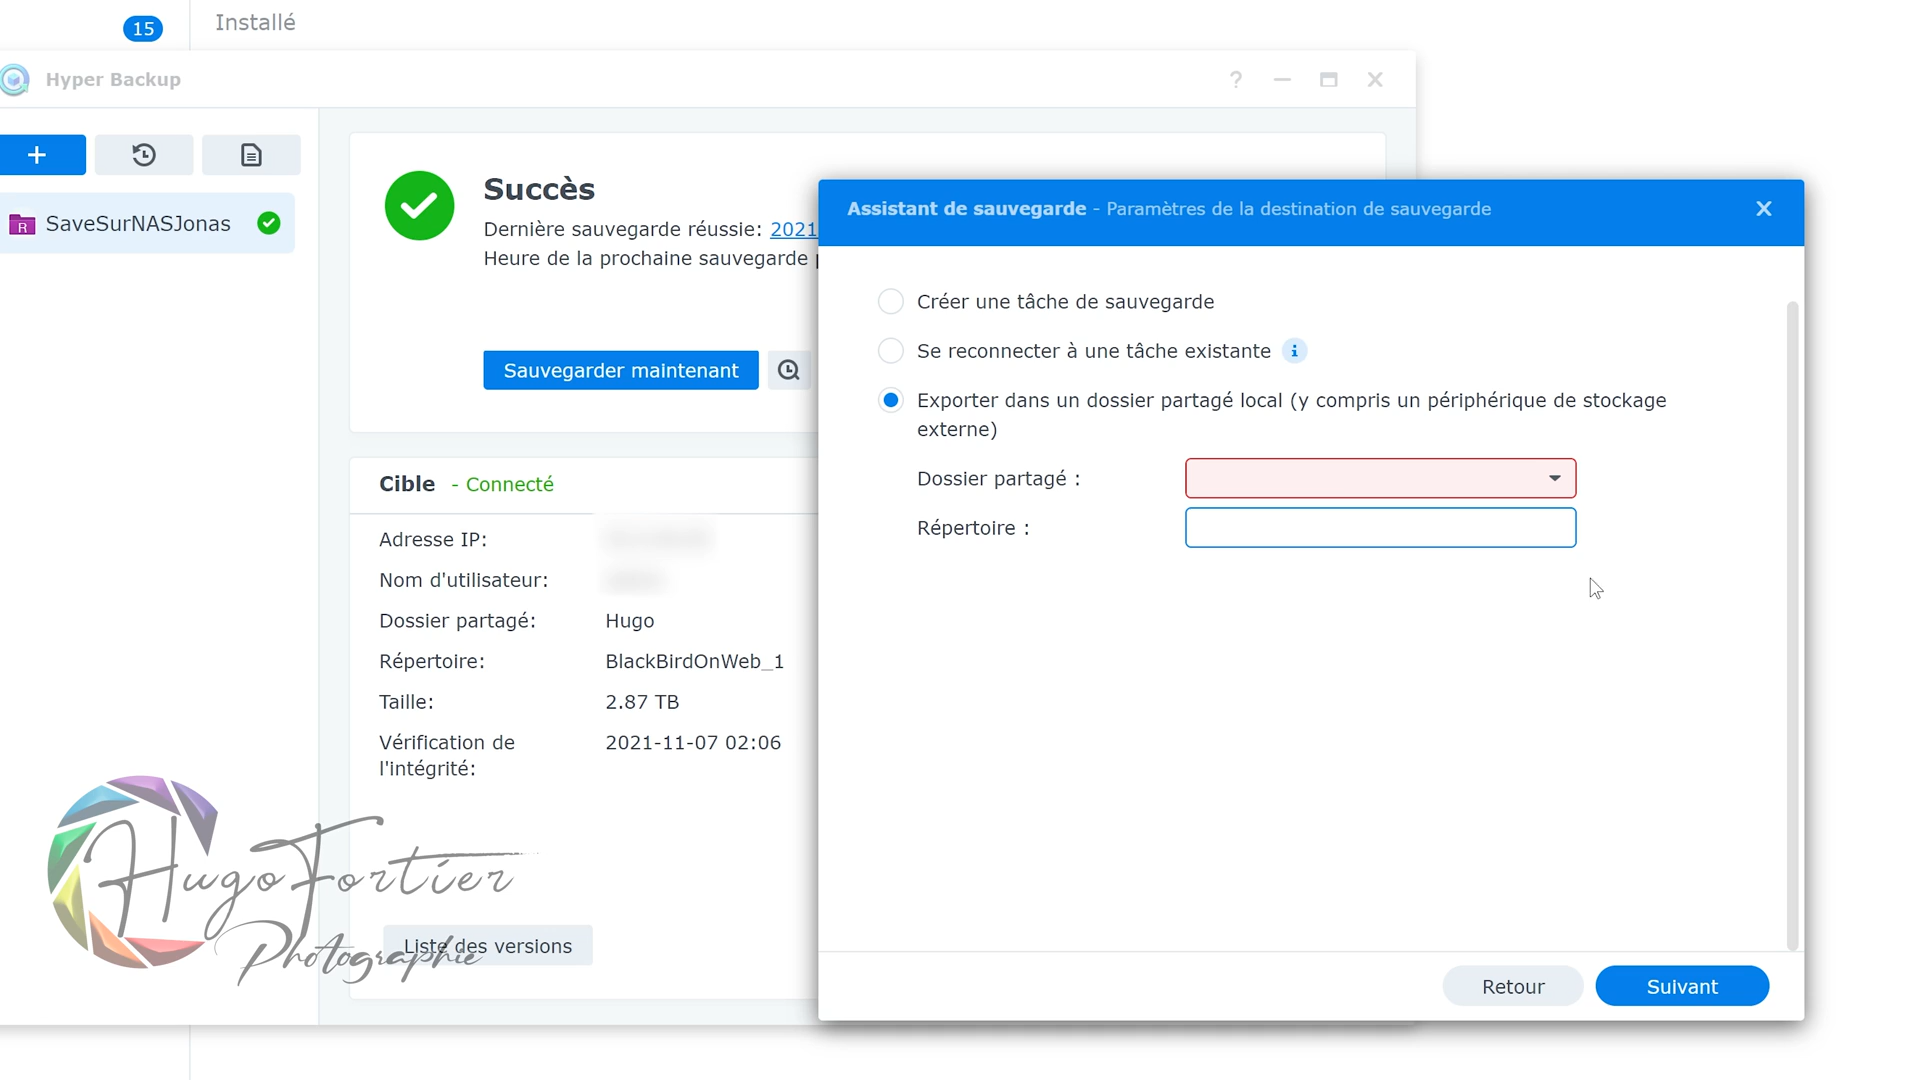 15
Installé
Hyper Backup
SaveSurNASJonas
R
Succès
Dernière sauvegarde réussie: 2021
Heure de la prochaine sauvegarde
Sauvegarder maintenant
Cible - Connecté
Adresse IP:
Nom d'utilisateur:
Dossier partagé: Hugo
Répertoire: BlackBirdOnWeb_1
Taille: 2.87 TB
Vérification de
l'intégrité: 2021-11-07 02:06
Liste des versions
Hugo Fortier
Photographie
Assistant de sauvegarde - Paramètres de la destination de sauvegarde
Créer une tâche de sauvegarde
Se reconnecter à une tâche existante
Exporter dans un dossier partagé local (y compris un périphérique de stockage
externe)
Dossier partagé :
Répertoire :
Retour
Suivant